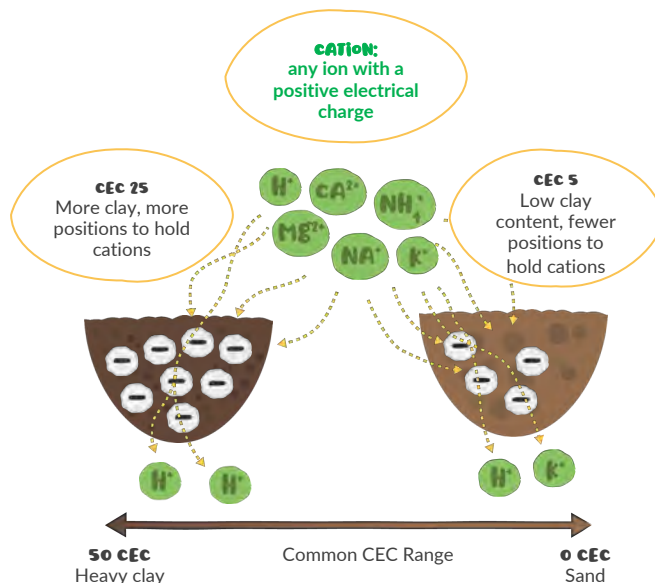 CATION:
any ion with a
positive electrical
charge
CEC 25
More clay, more
positions to hold
cations
H⁺
CA²⁺
NH₄⁺
Mg²⁺
NA⁺
K⁺
CEC 5
Low clay
content, fewer
positions to
hold cations
H⁺
H⁺
H⁺
K⁺
50 CEC
Heavy clay
Common CEC Range
0 CEC
Sand